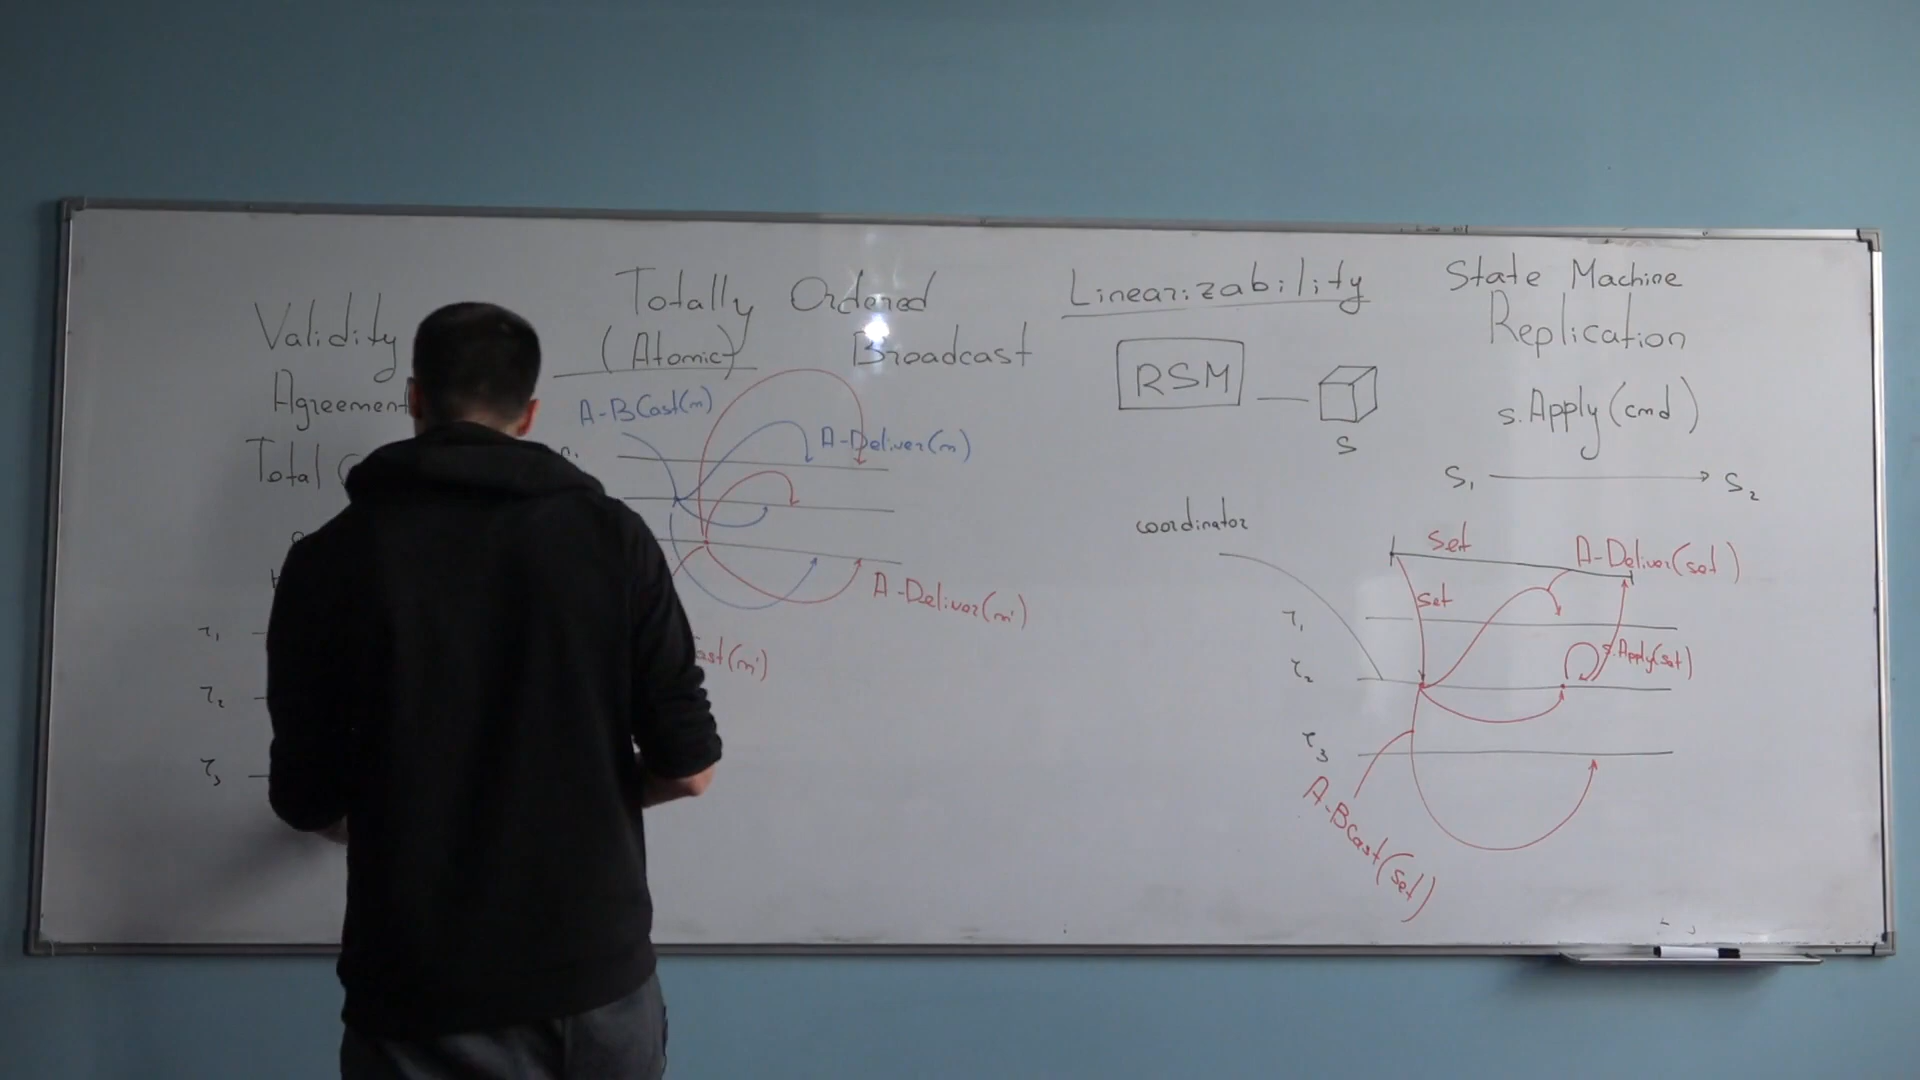 Validity
Agreement
Total
Totally Ordered
(Atomic) Broadcast
A-BCast(m)
A-Deliver(m)
A-Deliver(m')
ast(m')
τ₁
τ₂
τ₃
Linearizability
RSM
S
coordinator
State Machine
Replication
s.Apply(cmd)
S₁ S₂
Set
A-Deliver(set)
set
τ₁
s.Apply(set)
τ₂
τ₃
A-BCast(set)